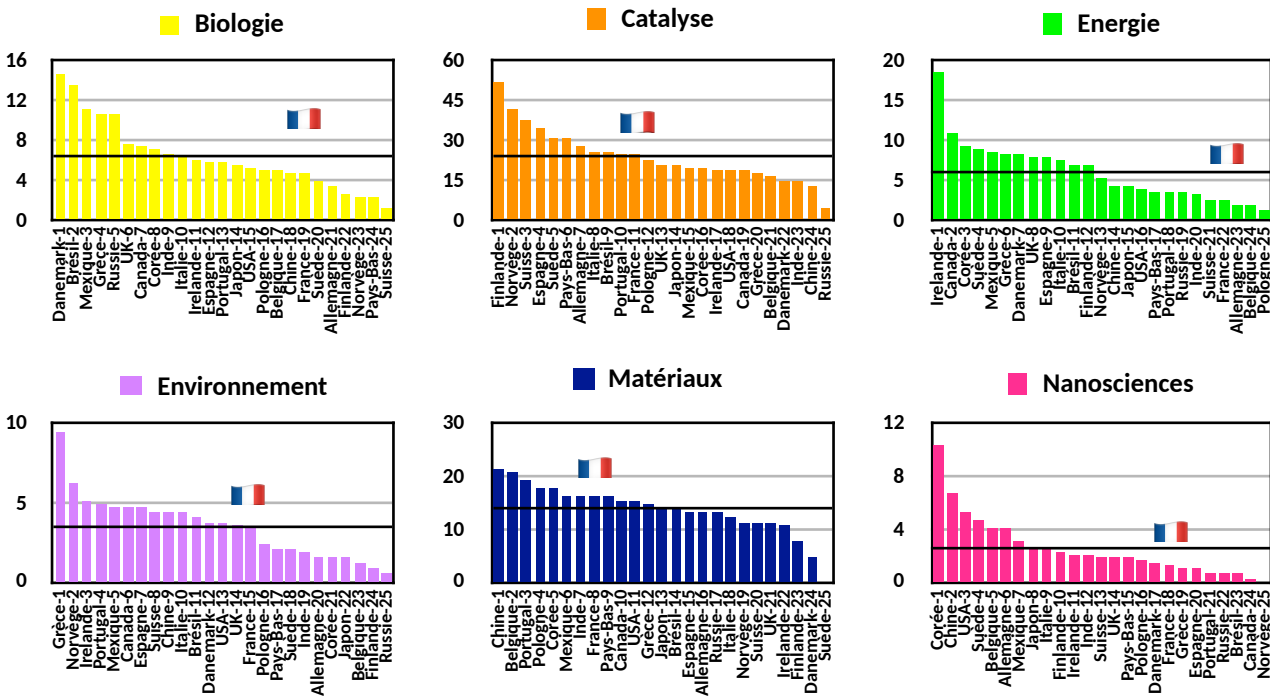 Biologie
16
12
8
4
0
Danemark-1
Brésil-2
Mexique-3
Grèce-4
Russie-5
UK-6
Canada-7
Corée-8
Inde-9
Italie-10
Irelande-11
Espagne-12
Portugal-13
Japon-14
USA-15
Pologne-16
Belgique-17
Chine-18
France-19
Suède-20
Allemagne-21
Finlande-22
Norvège-23
Pays-Bas-24
Suisse-25
Catalyse
60
45
30
15
0
Finlande-1
Norvège-2
Suisse-3
Espagne-4
Suède-5
Pays-Bas-6
Allemagne-7
Italie-8
Brésil-9
Portugal-10
France-11
Pologne-12
UK-13
Japon-14
Mexique-15
Corée-16
Irelande-17
USA-18
Canada-19
Grèce-20
Belgique-21
Danemark-22
Inde-23
Chine-24
Russie-25
Energie
20
15
10
5
0
Irelande-1
Canada-2
Corée-3
Suède-4
Mexique-5
Grèce-6
Danemark-7
UK-8
Espagne-9
Italie-10
Brésil-11
Finlande-12
Norvège-13
Chine-14
Japon-15
USA-16
Pays-Bas-17
Portugal-18
Russie-19
Inde-20
Suisse-21
France-22
Allemagne-23
Belgique-24
Pologne-25
Environnement
10
5
0
Grèce-1
Norvège-2
Irelande-3
Portugal-4
Mexique-5
Canada-6
Espagne-7
Suisse-8
Chine-9
Italie-10
Brésil-11
Danemark-12
USA-13
UK-14
France-15
Pologne-16
Pays-Bas-17
Suède-18
Inde-19
Allemagne-20
Corée-21
Japon-22
Belgique-23
Finlande-24
Russie-25
Matériaux
30
20
10
0
Chine-1
Belgique-2
Portugal-3
Pologne-4
Corée-5
Mexique-6
Inde-7
France-8
Pays-Bas-9
Canada-10
USA-11
Grèce-12
Japon-13
Brésil-14
Espagne-15
Allemagne-16
Russie-17
Italie-18
Norvège-19
Suisse-20
UK-21
Irelande-22
Finlande-23
Danemark-24
Suède-25
Nanosciences
12
8
4
0
Corée-1
Chine-2
USA-3
Suède-4
Belgique-5
Allemagne-6
Mexique-7
Japon-8
Italie-9
Finlande-10
Irelande-11
Inde-12
Suisse-13
UK-14
Pays-Bas-15
Pologne-16
Danemark-17
France-18
Grèce-19
Espagne-20
Portugal-21
Russie-22
Brésil-23
Canada-24
Norvège-25